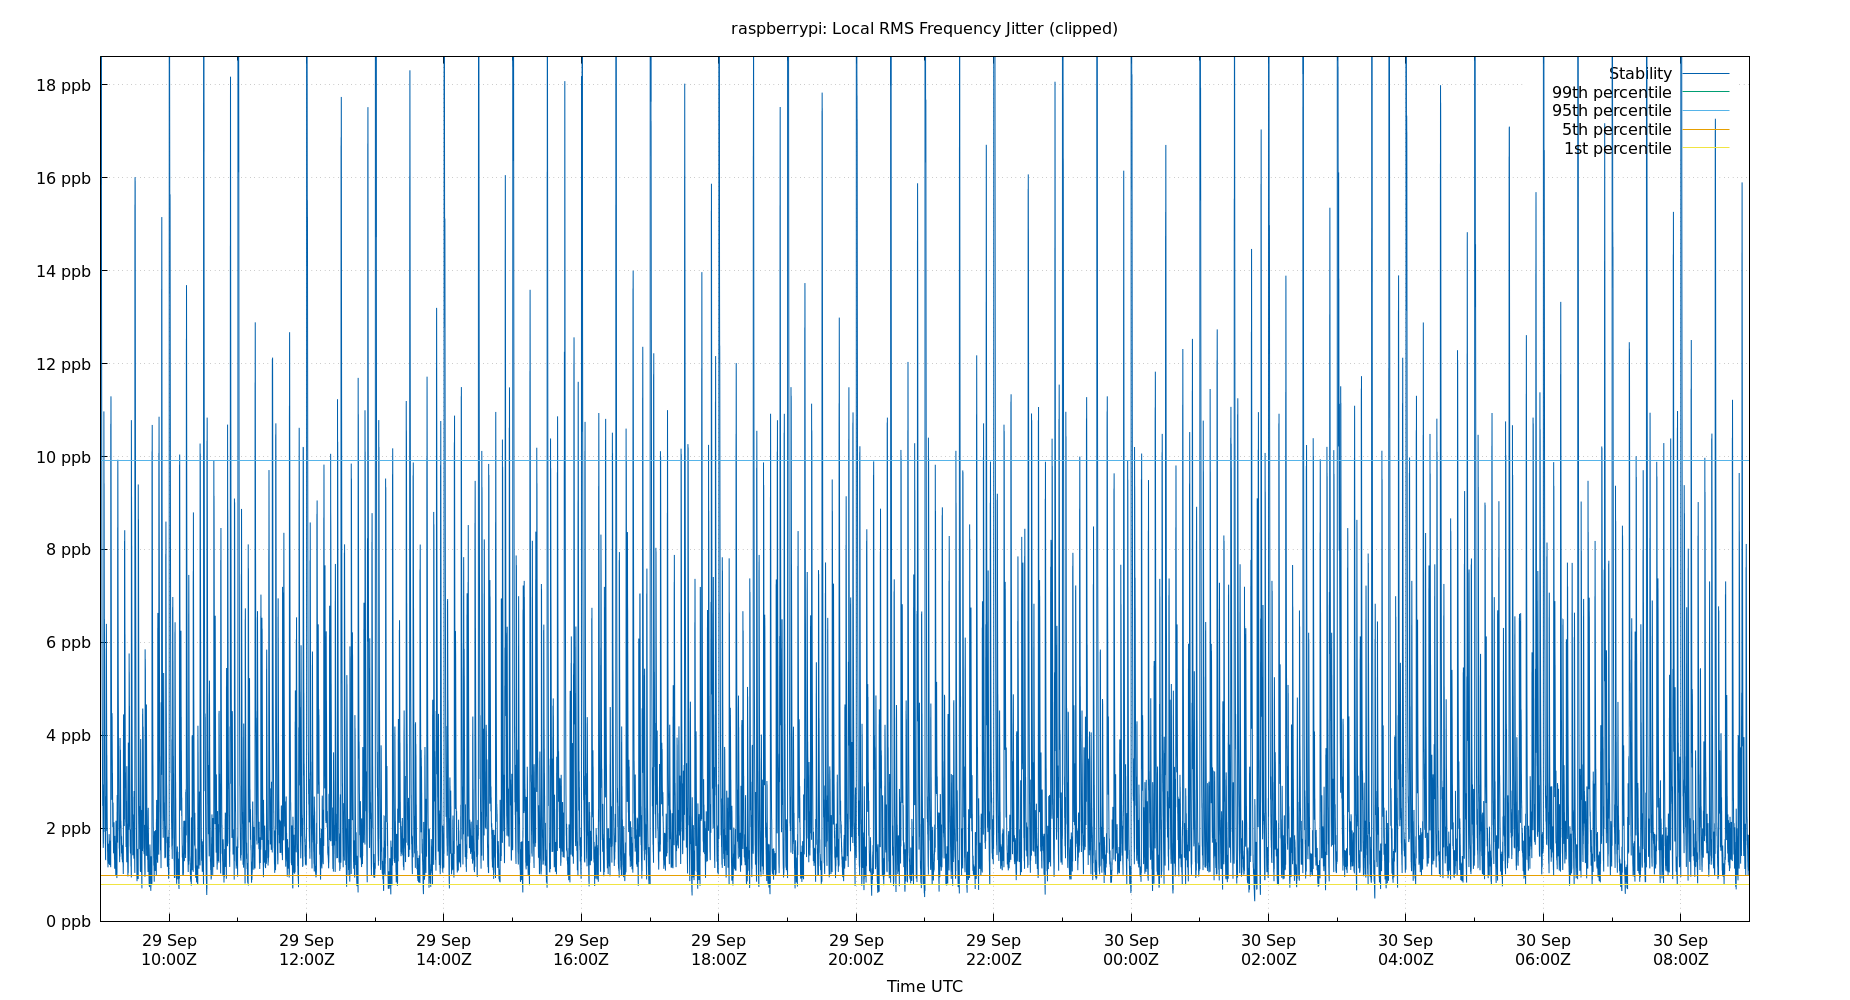 raspberrypi: Local RMS Frequency Jitter (clipped)
18 ppb
16 ppb
14 ppb
12 ppb
10 ppb
8 ppb
6 ppb
4 ppb
2 ppb
0 ppb
Stability
99th percentile
95th percentile
5th percentile
1st percentile
29 Sep 29 Sep 29 Sep 29 Sep 29 Sep 29 Sep 29 Sep 30 Sep 30 Sep 30 Sep 30 Sep 30 Sep
10:00Z 12:00Z 14:00Z 16:00Z 18:00Z 20:00Z 22:00Z 00:00Z 02:00Z 04:00Z 06:00Z 08:00Z
Time UTC